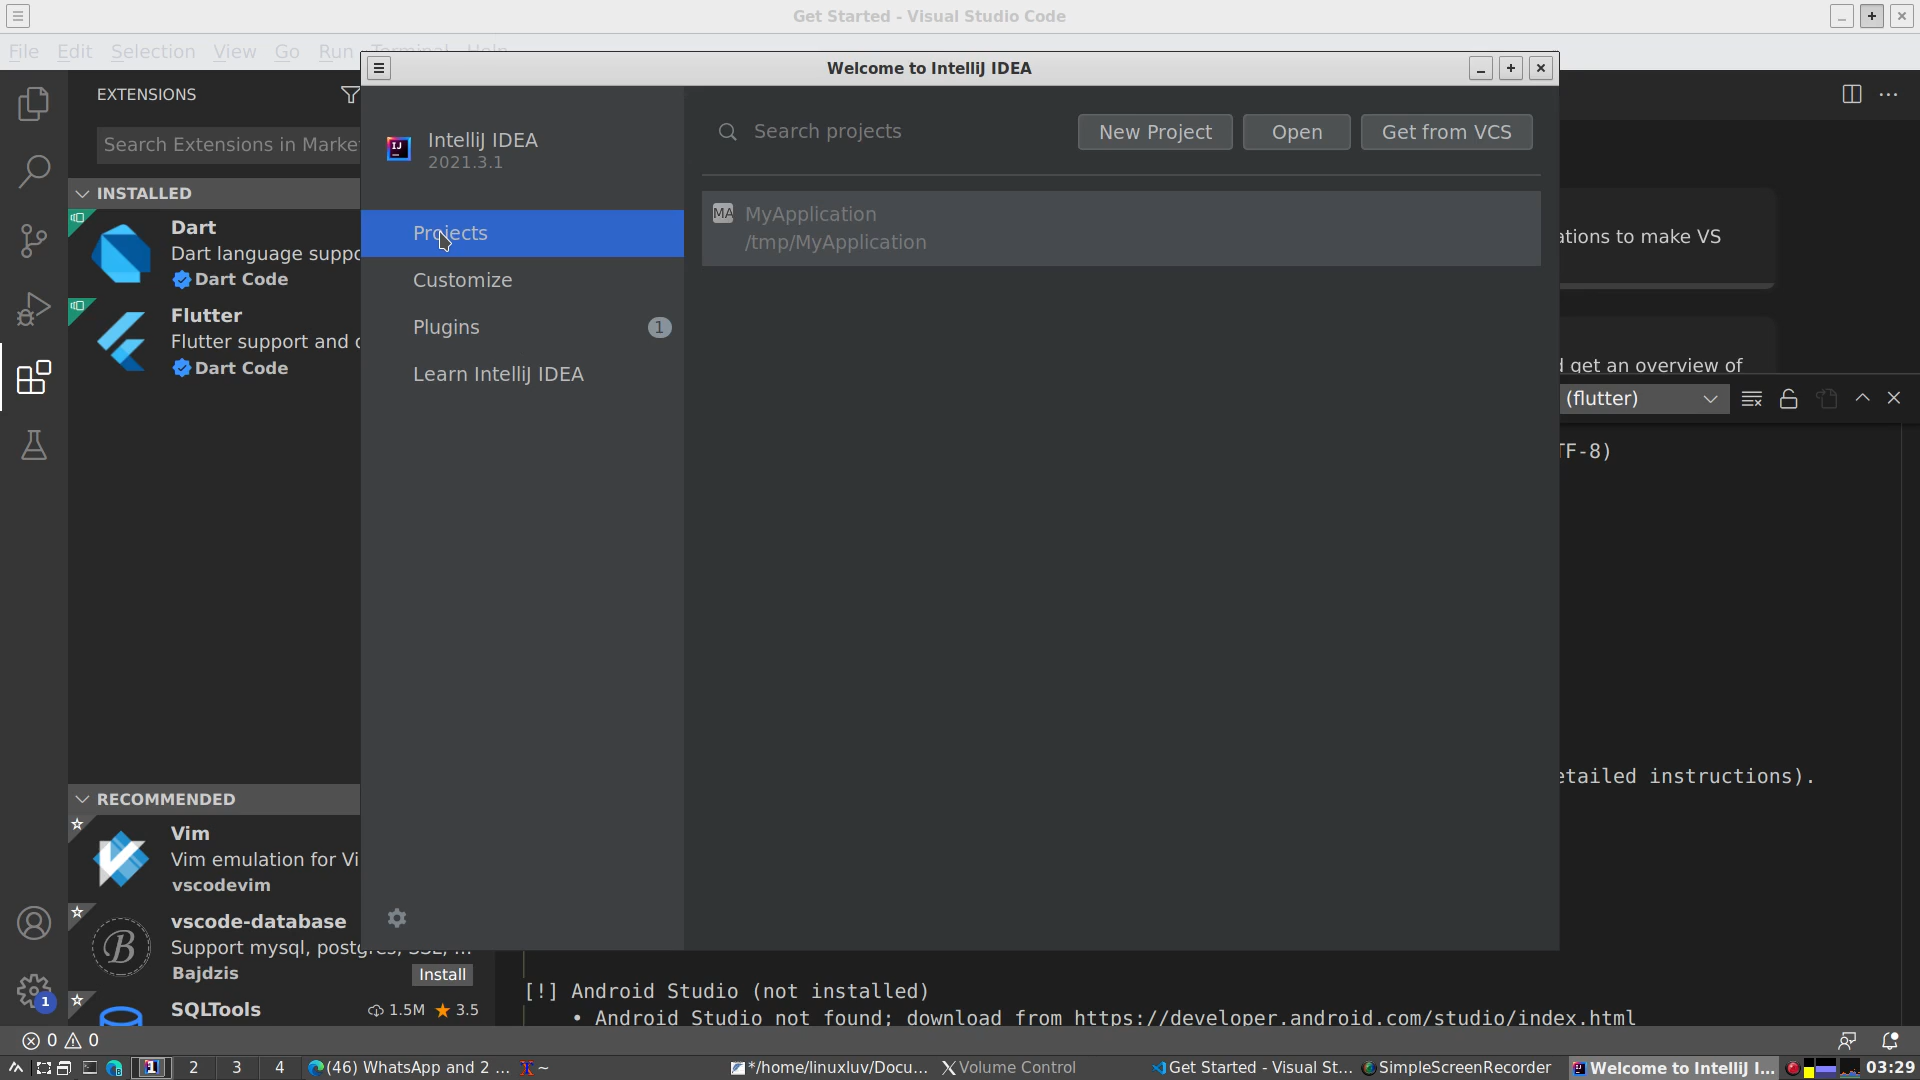 Get Started - Visual Studio Code
File Edit Selection View Go Run Terminal Help
Welcome to IntelliJ IDEA
EXTENSIONS
Search Extensions in Marke
INSTALLED
Dart
Dart language suppo
Dart Code
Flutter
Flutter support and d
Dart Code
RECOMMENDED
Vim
Vim emulation for Vi
vscodevim
vscode-database
Support mysql, postgres, SSL, ...
Bajdzis
Install
SQLTools
1.5M 3.5
IJ
IntelliJ IDEA
2021.3.1
Projects
Customize
Plugins
1
Learn IntelliJ IDEA
Search projects
New Project
Open
Get from VCS
MA
MyApplication
/tmp/MyApplication
ations to make VS
get an overview of
(flutter)
TF-8)
etailed instructions).
[!] Android Studio (not installed)
• Android Studio not found; download from https://developer.android.com/studio/index.html
1
0 0
2 3 4
(46) WhatsApp and 2 ...
~
*/home/linuxluv/Docu...
Volume Control
Get Started - Visual St...
SimpleScreenRecorder
Welcome to IntelliJ I...
03:29